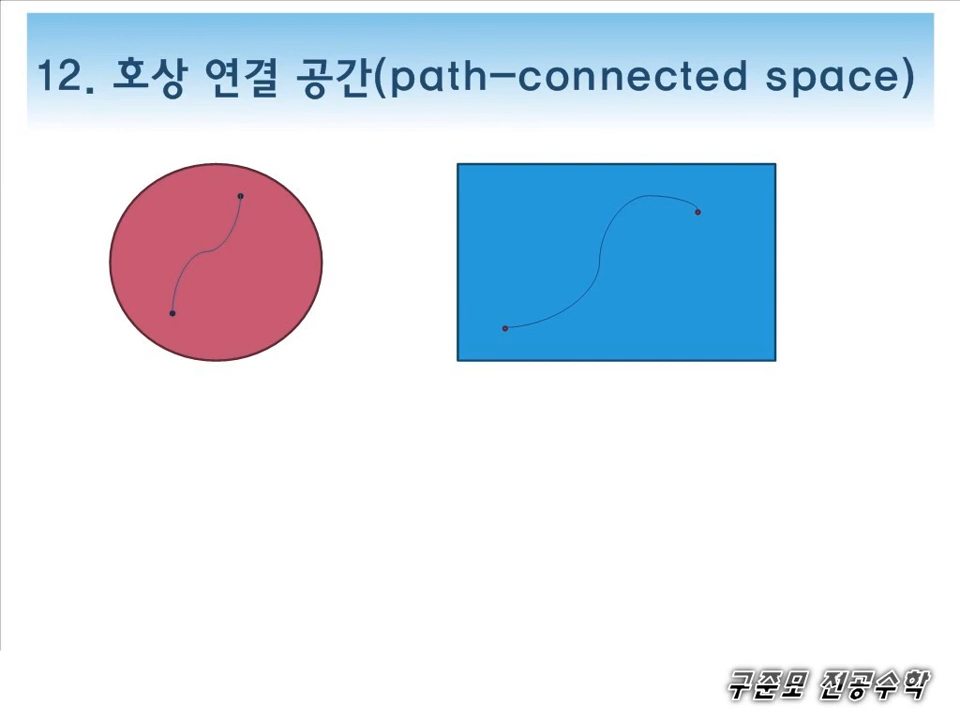 12. 호상 연결 공간(path-connected space)
구준모 전공수학